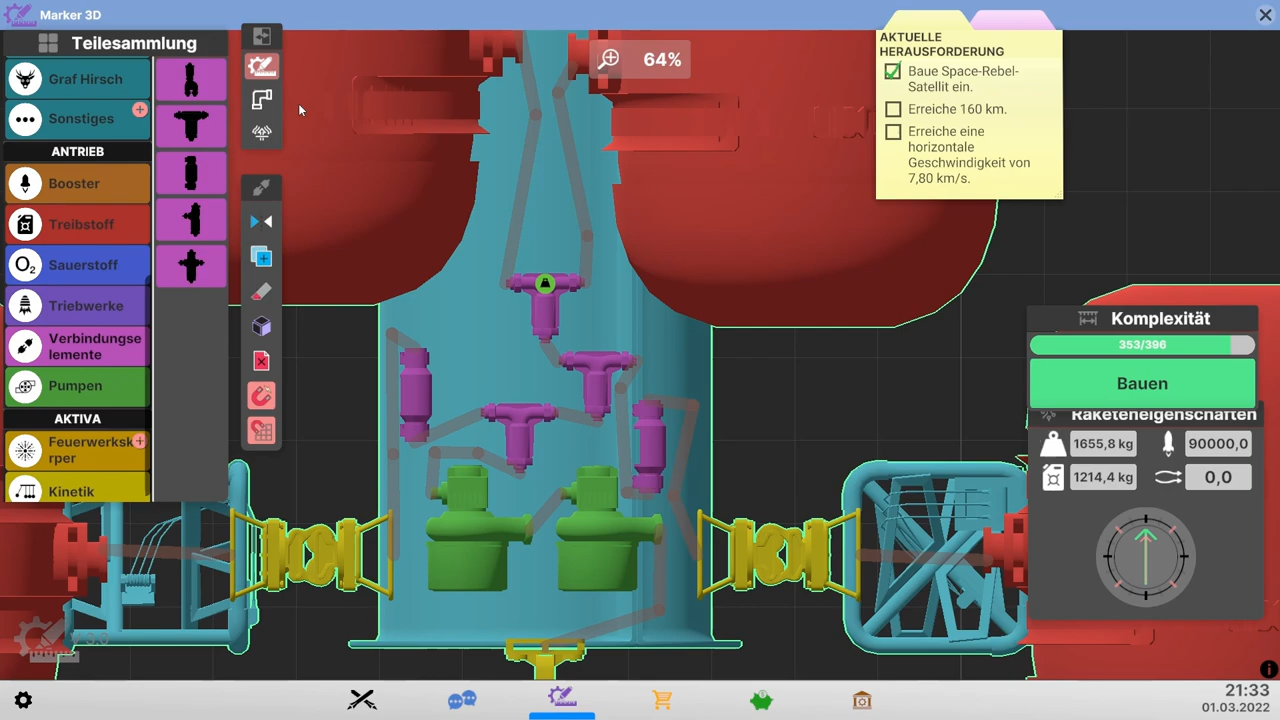 Marker 3D
Teilesammlung
Graf Hirsch
Sonstiges
ANTRIEB
Booster
Treibstoff
O2
Sauerstoff
Triebwerke
Verbindungse
lemente
Pumpen
AKTIVA
Feuerwerksk
rper
Kinetik
64%
AKTUELLE
HERAUSFORDERUNG
Baue Space-Rebel-
Satellit ein.
Erreiche 160 km.
Erreiche eine
horizontale
Geschwindigkeit von
7,80 km/s.
Komplexität
353/396
Bauen
Raketeneigenschaften
1655,8 kg
90000,0
1214,4 kg
0,0
21:33
01.03.2022